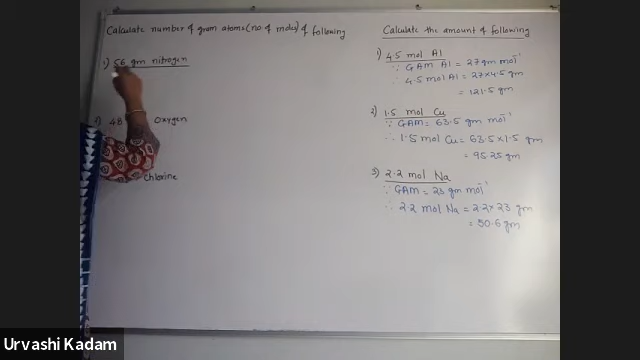 Calculate number of gram atoms (no. of moles) of following
1) 56 gm nitrogen
48 Oxygen
Chlorine
Calculate the amount of following
1) 4.5 mol Al
∵ GAM Al = 27 gm mol⁻¹
∴ 4.5 mol Al = 27×4.5 gm
= 121.5 gm
2) 1.5 mol Cu
∵ GAM = 63.5 gm mol⁻¹
∴ 1.5 mol Cu = 63.5×1.5 gm
= 95.25 gm
3) 2.2 mol Na
∵ GAM = 23 gm mol⁻¹
∴ 2.2 mol Na = 2.2×23 gm
= 50.6 gm
Urvashi Kadam